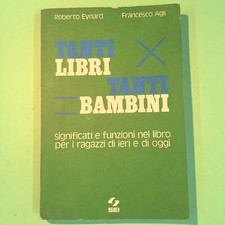 Roberto Eynard Francesco Agli
TANTI ×
LIBRI TANTI
= BAMBINI
significati e funzioni nel libro
per i ragazzi di ieri e di oggi
SEI